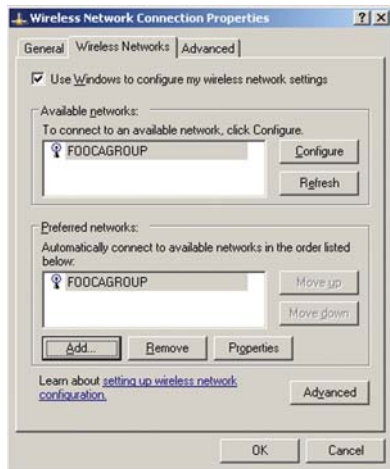 Wireless Network Connection Properties
General Wireless Networks Advanced
Use Windows to configure my wireless network settings
Available networks:
To connect to an available network, click Configure.
FOOCAGROUP
Configure
Refresh
Preferred networks:
Automatically connect to available networks in the order listed
below:
FOOCAGROUP
Move up
Move down
Add... Remove Properties
Learn about setting up wireless network
configuration.
Advanced
OK Cancel